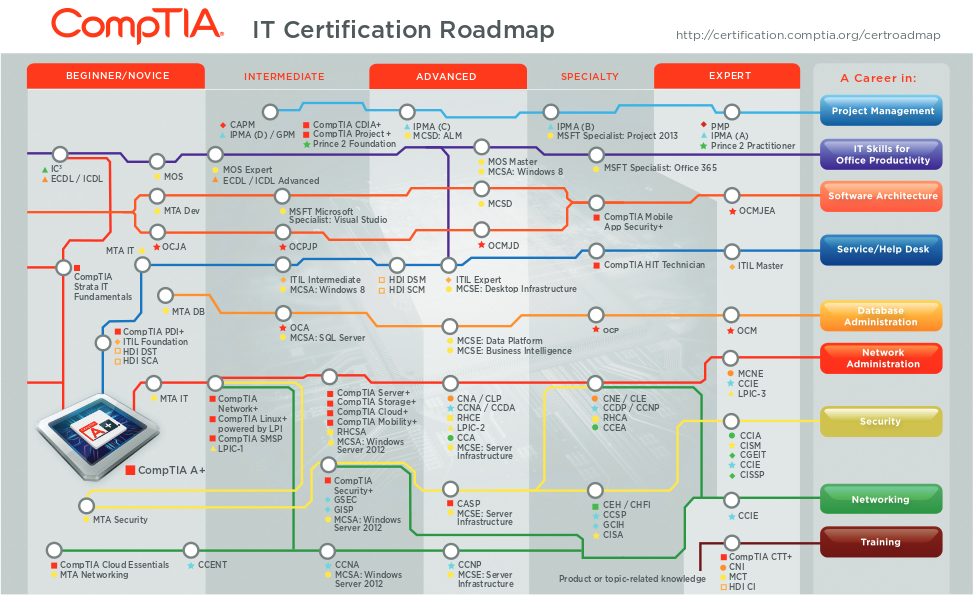 CompTIA.
IT Certification Roadmap
http://certification.comptia.org/certroadmap
BEGINNER/NOVICE
INTERMEDIATE
ADVANCED
SPECIALTY
EXPERT
A Career in:
Project Management
CAPM
IPMA (D) / GPM
CompTIA CDIA+
CompTIA Project +
Prince 2 Foundation
IPMA (C)
MCSD: ALM
IPMA (B)
MSFT Specialist: Project 2013
PMP
IPMA (A)
Prince 2 Practitioner
IT Skills for
Office Productivity
IC³
ECDL / ICDL
MOS
MOS Expert
ECDL / ICDL Advanced
MOS Master
MCSA: Windows 8
MSFT Specialist: Office 365
Software Architecture
MTA Dev
MSFT Microsoft
Specialist: Visual Studio
MCSD
CompTIA Mobile
App Security+
OCMJEA
OCJA
OCPJP
OCMJD
Service/Help Desk
MTA IT
CompTIA
Strata IT
Fundamentals
ITIL Intermediate
MCSA: Windows 8
HDI DSM
HDI SCM
ITIL Expert
MCSE: Desktop Infrastructure
CompTIA HIT Technician
ITIL Master
Database
Administration
MTA DB
OCA
MCSA: SQL Server
MCSE: Data Platform
MCSE: Business Intelligence
OCP
OCM
CompTIA PDI+
ITIL Foundation
HDI DST
HDI SCA
Network
Administration
MTA IT
CompTIA
Network+
CompTIA Linux+
powered by LPI
CompTIA SMSP
LPIC-1
CompTIA Server+
CompTIA Storage+
CompTIA Cloud+
CompTIA Mobility+
RHCSA
MCSA: Windows
Server 2012
CNA / CLP
CCNA / CCDA
RHCE
LPIC-2
CCA
MCSE: Server
Infrastructure
CNE / CLE
CCDP / CCNP
RHCA
CCEA
MCNE
CCIE
LPIC-3
Security
CompTIA A+
MTA Security
CompTIA
Security+
GSEC
GISP
MCSA: Windows
Server 2012
CASP
MCSE: Server
Infrastructure
CEH / CHFI
CCSP
GCIH
CISA
CCIA
CISM
CGEIT
CCIE
CISSP
Networking
CCIE
CompTIA Cloud Essentials
MTA Networking
CCENT
CCNA
MCSA: Windows
Server 2012
CCNP
MCSE: Server
Infrastructure
Training
Product or topic-related knowledge
CompTIA CTT+
CNI
MCT
HDI CI